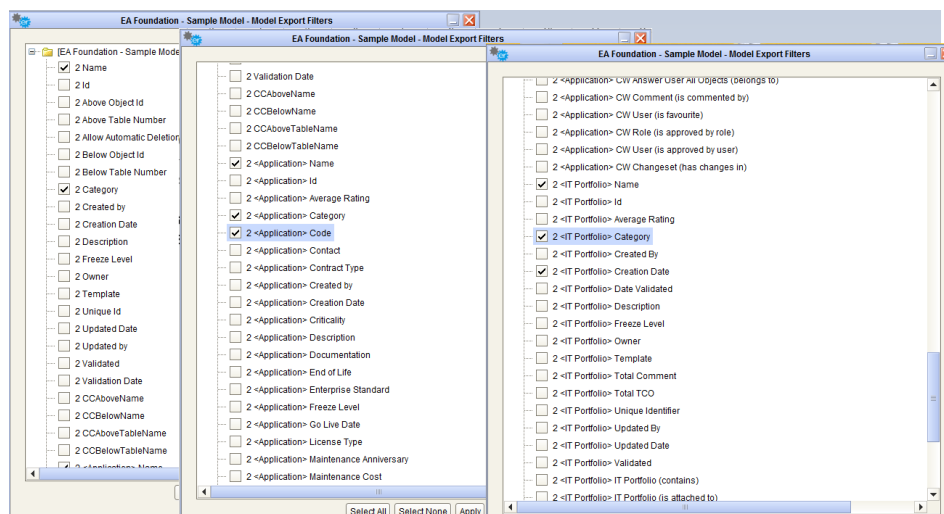 EA Foundation - Sample Model - Model Export Filters
[EA Foundation - Sample Mode
2 Name
2 Id
2 Above Object Id
2 Above Table Number
2 Allow Automatic Deletion
2 Below Object Id
2 Below Table Number
2 Category
2 Created by
2 Creation Date
2 Description
2 Freeze Level
2 Owner
2 Template
2 Unique Id
2 Updated Date
2 Updated by
2 Validated
2 Validation Date
2 CCAboveName
2 CCBelowName
2 CCAboveTableName
2 CCBelowTableName
2 <Application> Name
EA Foundation - Sample Model - Model Export Filters
2 Validation Date
2 CCAboveName
2 CCBelowName
2 CCAboveTableName
2 CCBelowTableName
2 <Application> Name
2 <Application> Id
2 <Application> Average Rating
2 <Application> Category
2 <Application> Code
2 <Application> Contact
2 <Application> Contract Type
2 <Application> Created by
2 <Application> Creation Date
2 <Application> Criticality
2 <Application> Description
2 <Application> Documentation
2 <Application> End of Life
2 <Application> Enterprise Standard
2 <Application> Freeze Level
2 <Application> Go Live Date
2 <Application> License Type
2 <Application> Maintenance Anniversary
2 <Application> Maintenance Cost
Select All Select None Apply
EA Foundation - Sample Model - Model Export Filters
2 <Application> CW Answer User All Objects (belongs to)
2 <Application> CW Comment (is commented by)
2 <Application> CW User (is favourite)
2 <Application> CW Role (is approved by role)
2 <Application> CW User (is approved by user)
2 <Application> CW Changeset (has changes in)
2 <IT Portfolio> Name
2 <IT Portfolio> Id
2 <IT Portfolio> Average Rating
2 <IT Portfolio> Category
2 <IT Portfolio> Created By
2 <IT Portfolio> Creation Date
2 <IT Portfolio> Date Validated
2 <IT Portfolio> Description
2 <IT Portfolio> Freeze Level
2 <IT Portfolio> Owner
2 <IT Portfolio> Template
2 <IT Portfolio> Total Comment
2 <IT Portfolio> Total TCO
2 <IT Portfolio> Unique Identifier
2 <IT Portfolio> Updated By
2 <IT Portfolio> Updated Date
2 <IT Portfolio> Validated
2 <IT Portfolio> IT Portfolio (contains)
2 <IT Portfolio> IT Portfolio (is attached to)